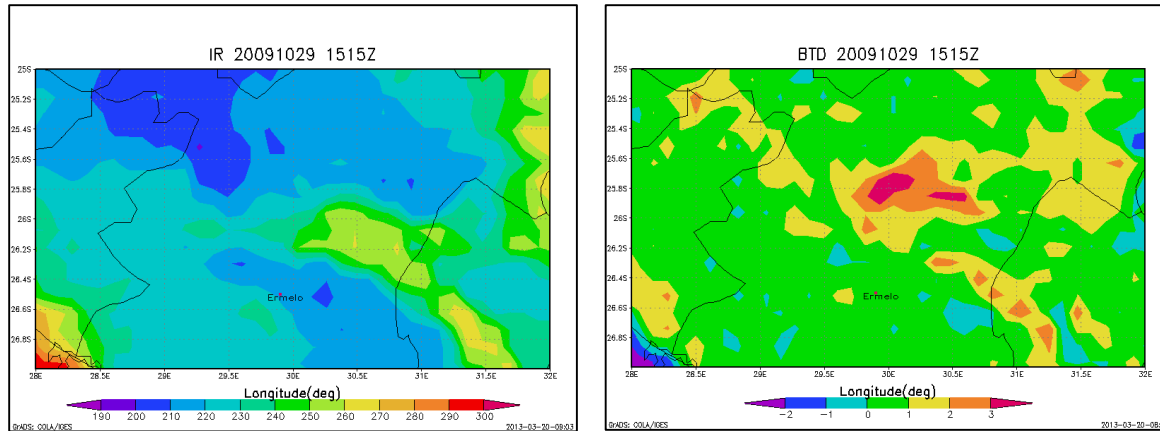 IR 20091029 1515Z
25S
25.2S
25.4S
25.6S
25.8S
26S
26.2S
26.4S
26.6S
26.8S
Ermelo
28E 28.5E 29E 29.5E 30E 30.5E 31E 31.5E 32E
Longitude(deg)
190 200 210 220 230 240 250 260 270 280 290 300
GrADS: COLA/IGES
2013-03-20-09:03
BTD 20091029 1515Z
25S
25.2S
25.4S
25.6S
25.8S
26S
26.2S
26.4S
26.6S
26.8S
Ermelo
28E 28.5E 29E 29.5E 30E 30.5E 31E 31.5E 32E
Longitude(deg)
-2 -1 0 1 2 3
GrADS: COLA/IGES